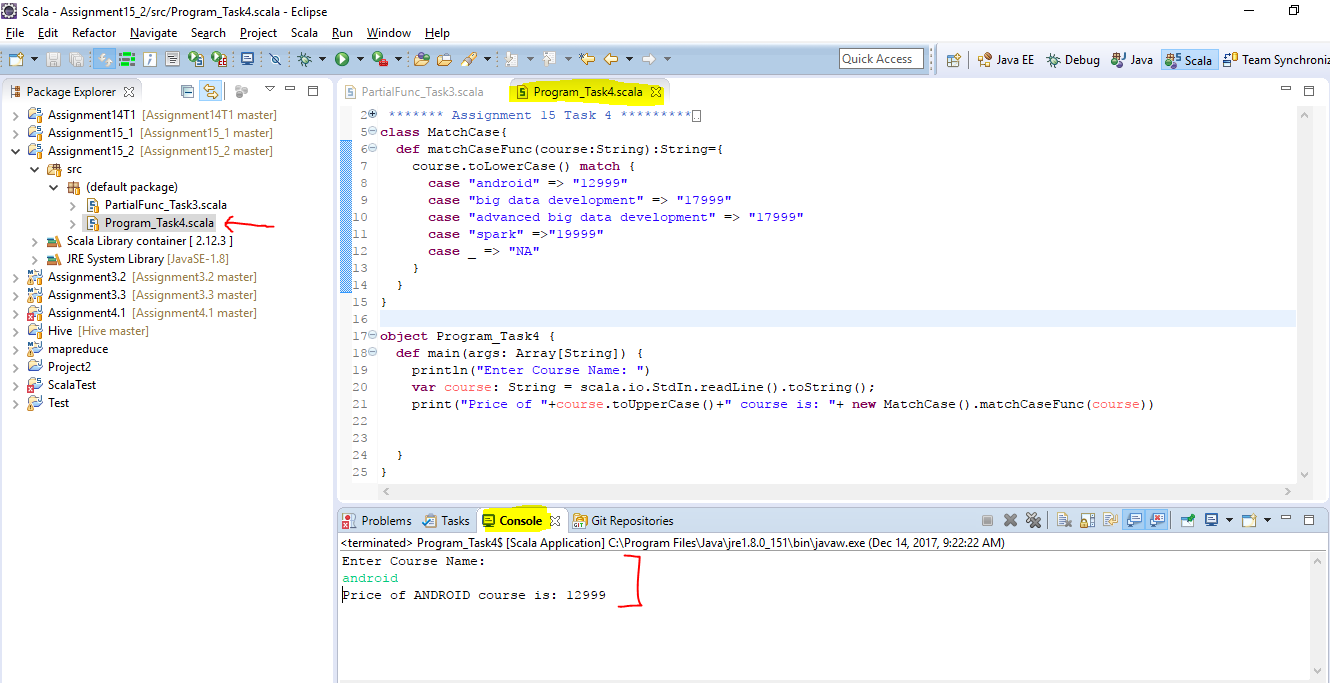 Scala - Assignment15_2/src/Program_Task4.scala - Eclipse
File Edit Refactor Navigate Search Project Scala Run Window Help
Quick Access
Java EE Debug Java Scala Team Synchroniz
Package Explorer
Assignment14T1 [Assignment14T1 master]
Assignment15_1 [Assignment15_1 master]
Assignment15_2 [Assignment15_2 master]
src
(default package)
PartialFunc_Task3.scala
Program_Task4.scala
Scala Library container [ 2.12.3 ]
JRE System Library [JavaSE-1.8]
Assignment3.2 [Assignment3.2 master]
Assignment3.3 [Assignment3.3 master]
Assignment4.1 [Assignment4.1 master]
Hive [Hive master]
mapreduce
Project2
ScalaTest
Test
PartialFunc_Task3.scala Program_Task4.scala
2 ******* Assignment 15 Task 4 *********
5 class MatchCase{
6 def matchCaseFunc(course:String):String={
7 course.toLowerCase() match {
8 case "android" => "12999"
9 case "big data development" => "17999"
10 case "advanced big data development" => "17999"
11 case "spark" =>"19999"
12 case _ => "NA"
13 }
14 }
15 }
16
17 object Program_Task4 {
18 def main(args: Array[String]) {
19 println("Enter Course Name: ")
20 var course: String = scala.io.StdIn.readLine().toString();
21 print("Price of "+course.toUpperCase()+" course is: "+ new MatchCase().matchCaseFunc(course))
22
23
24 }
25 }
Problems Tasks Console Git Repositories
<terminated> Program_Task4$ [Scala Application] C:\Program Files\Java\jre1.8.0_151\bin\javaw.exe (Dec 14, 2017, 9:22:22 AM)
Enter Course Name:
android
Price of ANDROID course is: 12999